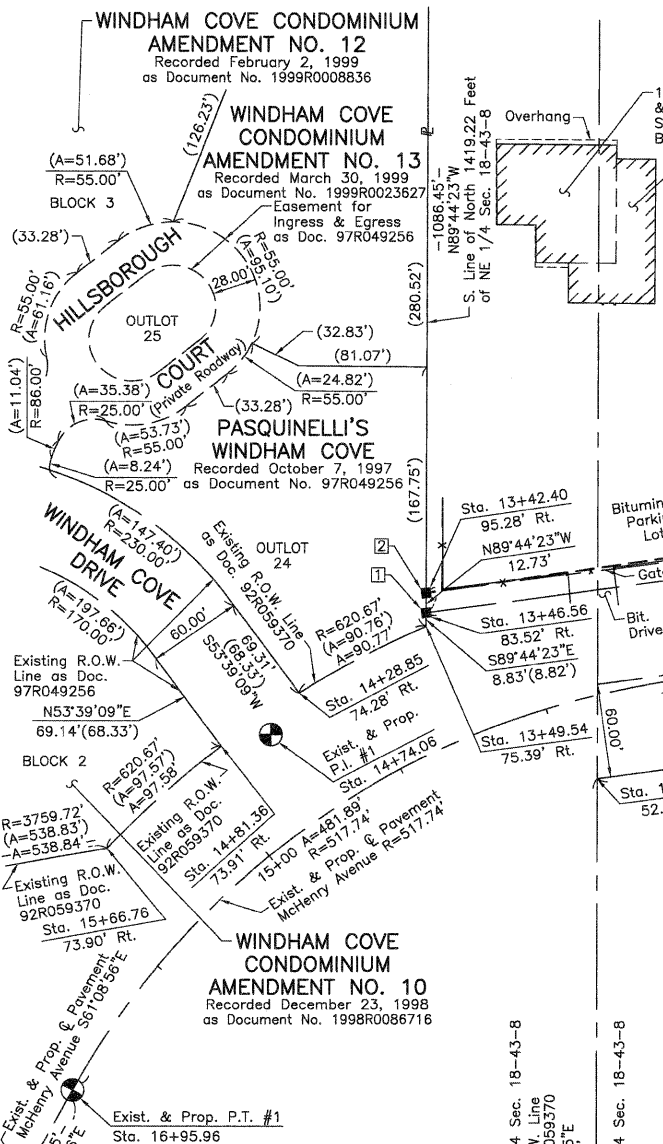 WINDHAM COVE CONDOMINIUM
AMENDMENT NO. 12
Recorded February 2, 1999
as Document No. 1999R0008836
(126.23')
WINDHAM COVE
CONDOMINIUM
AMENDMENT NO. 13
Recorded March 30, 1999
as Document No. 1999R0023627
Easement for
Ingress & Egress
as Doc. 97R049256
(A=51.68')
R=55.00'
BLOCK 3
(33.28')
R=55.00'
(A=61.16')
HILLSBOROUGH
COURT
(Private Roadway)
OUTLOT
25
28.00'
R=55.00'
(A=95.10')
(A=11.04')
R=86.00'
(A=35.38')
R=25.00'
(A=53.73')
R=55.00'
(A=8.24')
R=25.00'
(32.83')
(81.07')
(A=24.82')
R=55.00'
(33.28')
PASQUINELLI'S
WINDHAM COVE
Recorded October 7, 1997
as Document No. 97R049256
P
(280.52')
-1086.45'-
N89°44'23"W
S. Line of North 1419.22 Feet
of NE 1/4 Sec. 18-43-8
(167.75')
Overhang
1
&
S
B
WINDHAM COVE
DRIVE
(A=147.40')
R=230.00'
(A=197.66')
R=170.00'
60.00'
Existing R.O.W. Line
as Doc. 92R059370
OUTLOT
24
69.31'
(68.33')
S53°39'09"W
R=620.67'
(A=90.76')
A=90.77'
2
1
Sta. 13+42.40
95.28' Rt.
N89°44'23"W
12.73'
Sta. 13+46.56
83.52' Rt.
S89°44'23"E
8.83'(8.82')
Sta. 13+49.54
75.39' Rt.
Bitumin
Parki
Lot
Gate
Bit.
Drive
60.00'
Sta. 1
52.
Existing R.O.W.
Line as Doc.
97R049256
N53°39'09"E
69.14'(68.33')
BLOCK 2
Sta. 14+28.85
74.28' Rt.
Exist. & Prop.
P.I. #1
Sta. 14+74.06
R=620.67'
(A=97.57')
A=97.58'
Existing R.O.W.
Line as Doc.
92R059370
Sta. 14+81.36
73.91' Rt.
R=3759.72'
(A=538.83')
-A=538.84'-
Existing R.O.W.
Line as Doc.
92R059370
Sta. 15+66.76
73.90' Rt.
15+00
A=481.89'
R=517.74'
Exist. & Prop. ℄ Pavement
McHenry Avenue R=517.74'
WINDHAM COVE
CONDOMINIUM
AMENDMENT NO. 10
Recorded December 23, 1998
as Document No. 1998R0086716
Exist. & Prop. ℄ Pavement
McHenry Avenue S61°08'56"E
Exist. & Prop. P.T. #1
Sta. 16+95.96
4 Sec. 18-43-8
W. Line
059370
5"E
4 Sec. 18-43-8